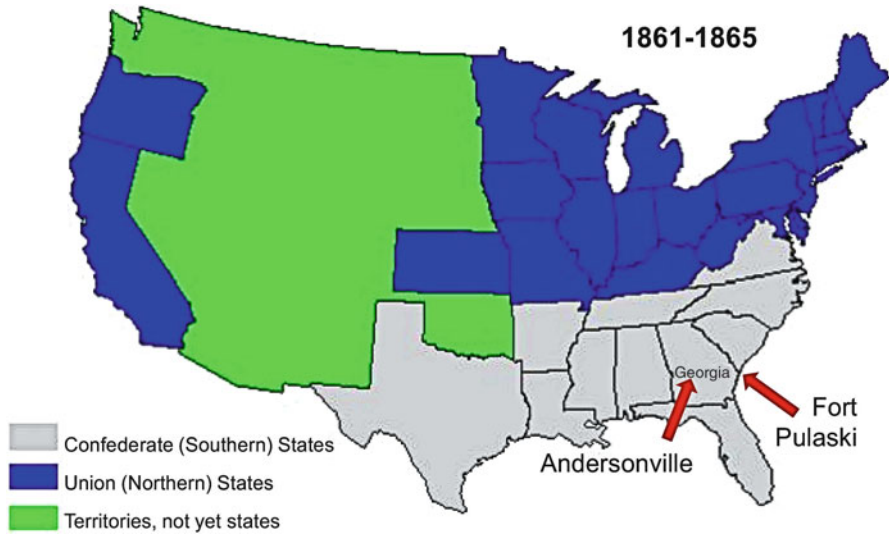 1861-1865
Georgia
Fort
Pulaski
Andersonville
Confederate (Southern) States
Union (Northern) States
Territories, not yet states